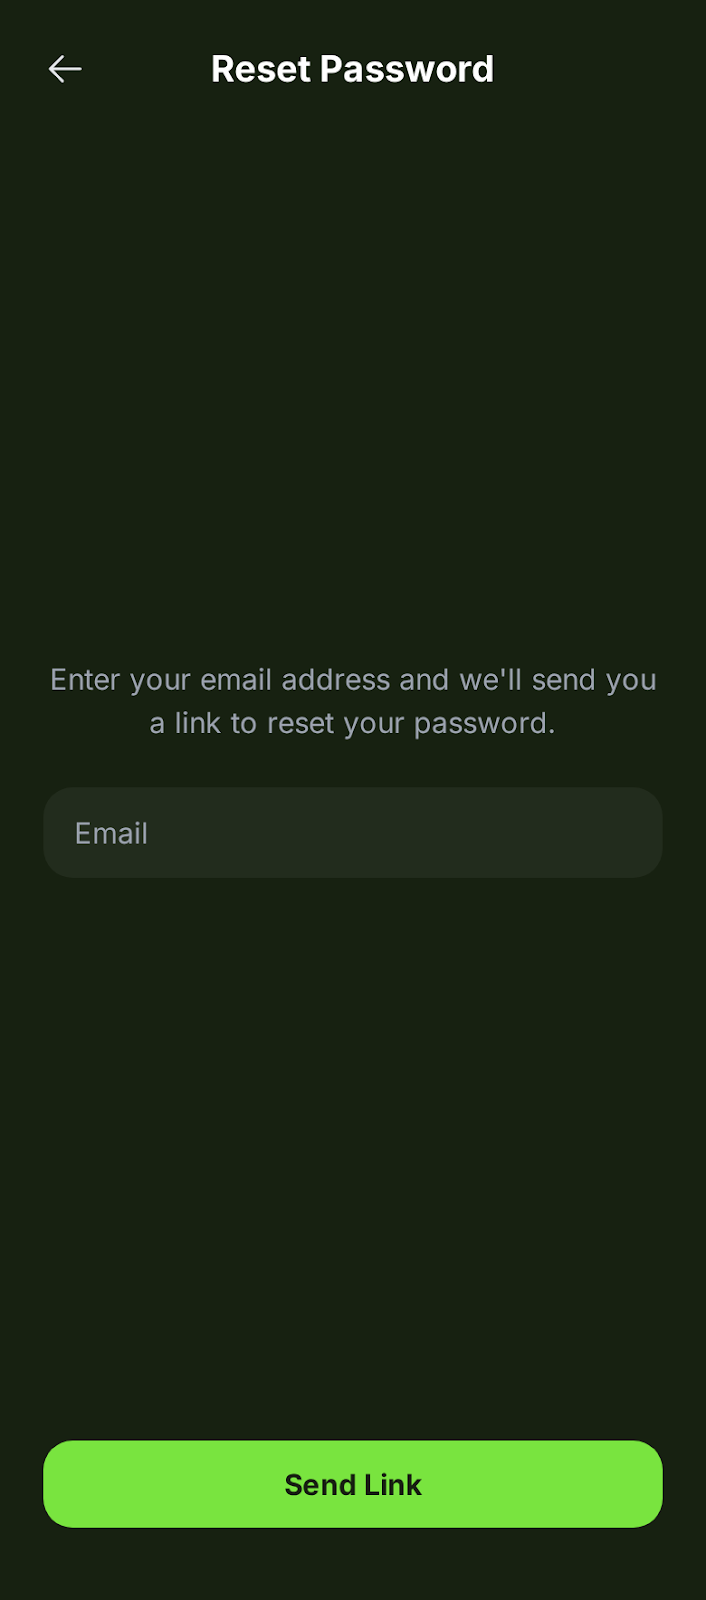 Reset Password
Enter your email address and we'll send you
a link to reset your password.
Email
Send Link